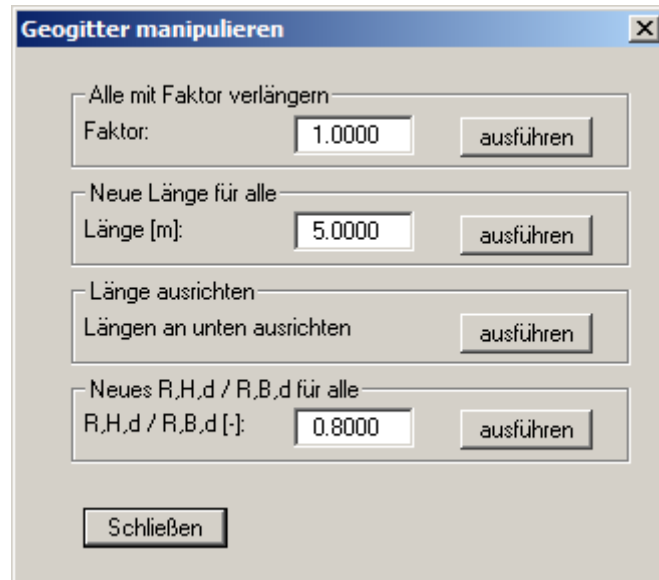 Geogitter manipulieren
Alle mit Faktor verlängern
Faktor: 1.0000 ausführen
Neue Länge für alle
Länge [m]: 5.0000 ausführen
Länge ausrichten
Längen an unten ausrichten ausführen
Neues R,H,d / R,B,d für alle
R,H,d / R,B,d [-]: 0.8000 ausführen
Schließen